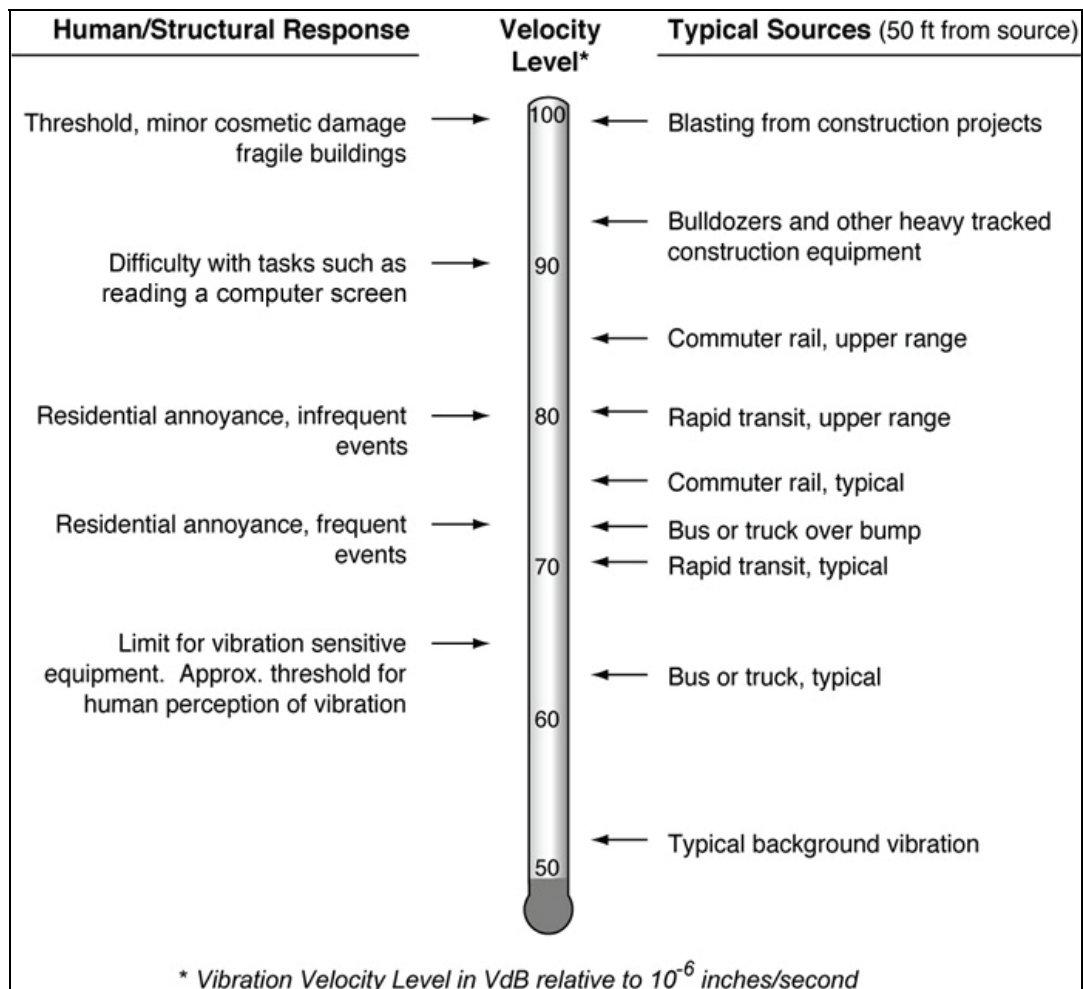 Human/Structural Response
Velocity
Level*
Typical Sources (50 ft from source)
Threshold, minor cosmetic damage
fragile buildings
100
Blasting from construction projects
Bulldozers and other heavy tracked
construction equipment
Difficulty with tasks such as
reading a computer screen
90
Commuter rail, upper range
Residential annoyance, infrequent
events
80
Rapid transit, upper range
Commuter rail, typical
Residential annoyance, frequent
events
Bus or truck over bump
70
Rapid transit, typical
Limit for vibration sensitive
equipment. Approx. threshold for
human perception of vibration
Bus or truck, typical
60
Typical background vibration
50
* Vibration Velocity Level in VdB relative to 10⁻⁶ inches/second